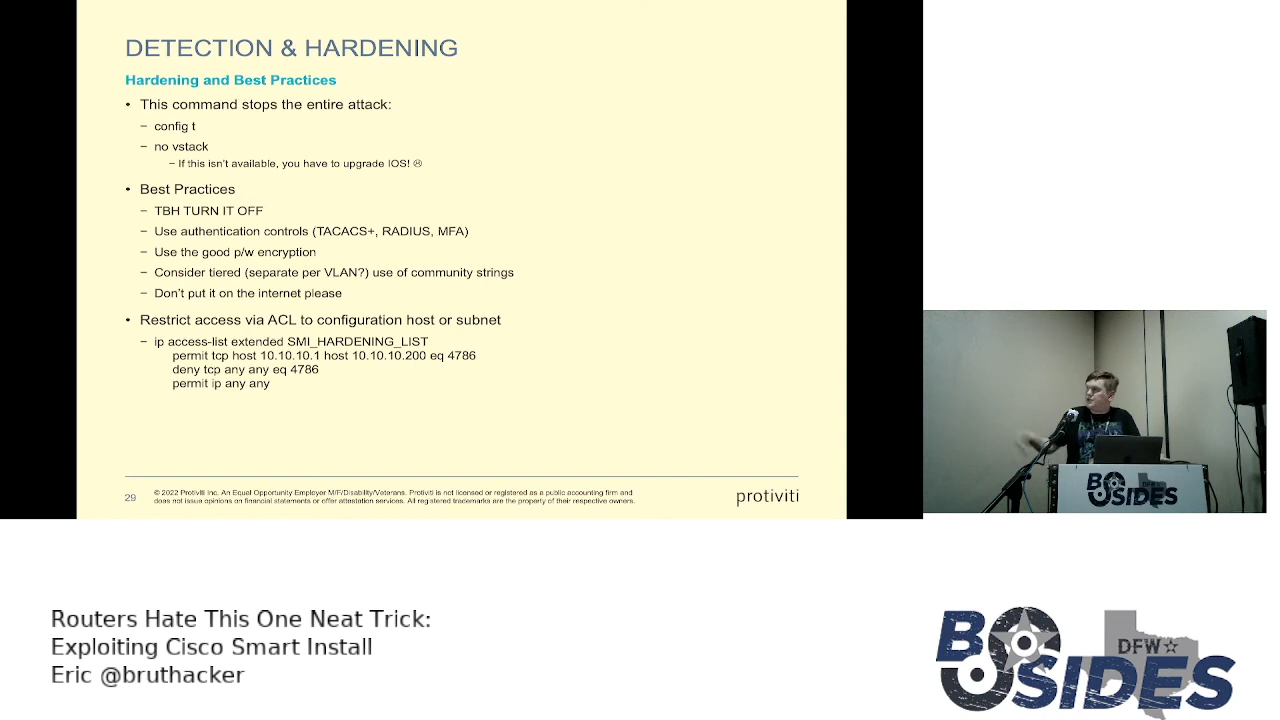 DETECTION & HARDENING
Hardening and Best Practices
• This command stops the entire attack:
– config t
– no vstack
– If this isn't available, you have to upgrade IOS! ☹
• Best Practices
– TBH TURN IT OFF
– Use authentication controls (TACACS+, RADIUS, MFA)
– Use the good p/w encryption
– Consider tiered (separate per VLAN?) use of community strings
– Don't put it on the internet please
• Restrict access via ACL to configuration host or subnet
– ip access-list extended SMI_HARDENING_LIST
permit tcp host 10.10.10.1 host 10.10.10.200 eq 4786
deny tcp any any eq 4786
permit ip any any
29
© 2022 Protiviti Inc. An Equal Opportunity Employer M/F/Disability/Veterans. Protiviti is not licensed or registered as a public accounting firm and
does not issue opinions on financial statements or offer attestation services. All registered trademarks are the property of their respective owners.
protiviti
BSIDES
Routers Hate This One Neat Trick:
Exploiting Cisco Smart Install
Eric @bruthacker
BSIDES
DFW